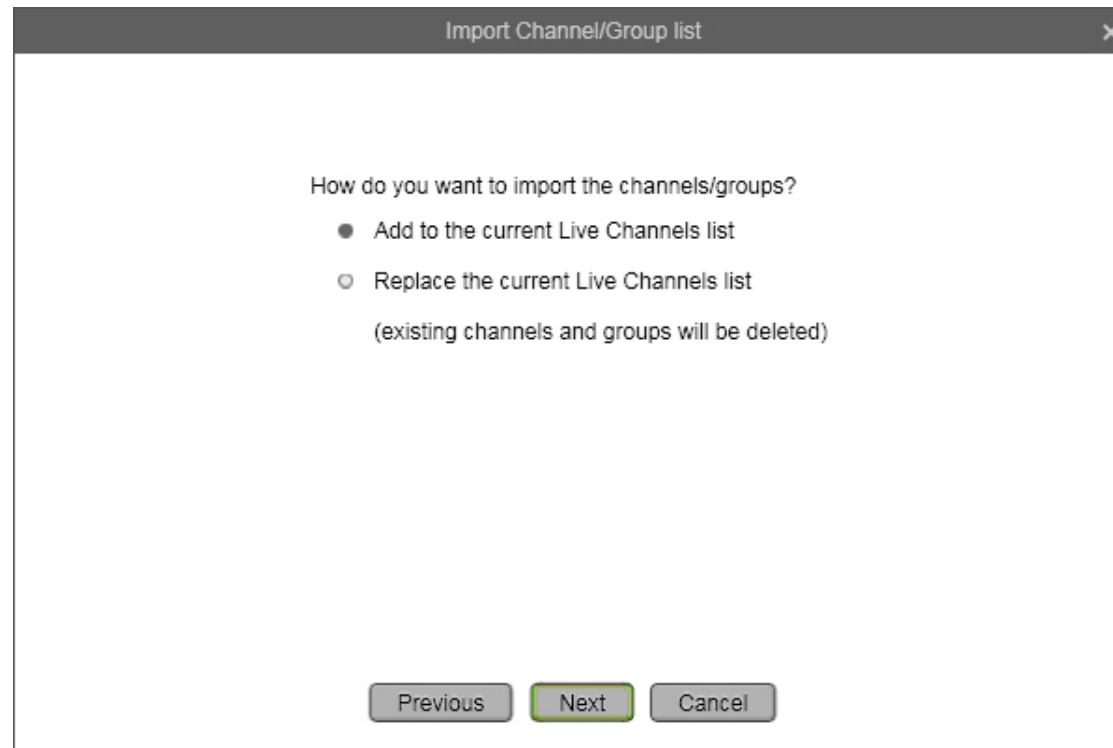 Import Channel/Group list
How do you want to import the channels/groups?
Add to the current Live Channels list
Replace the current Live Channels list
(existing channels and groups will be deleted)
Previous Next Cancel